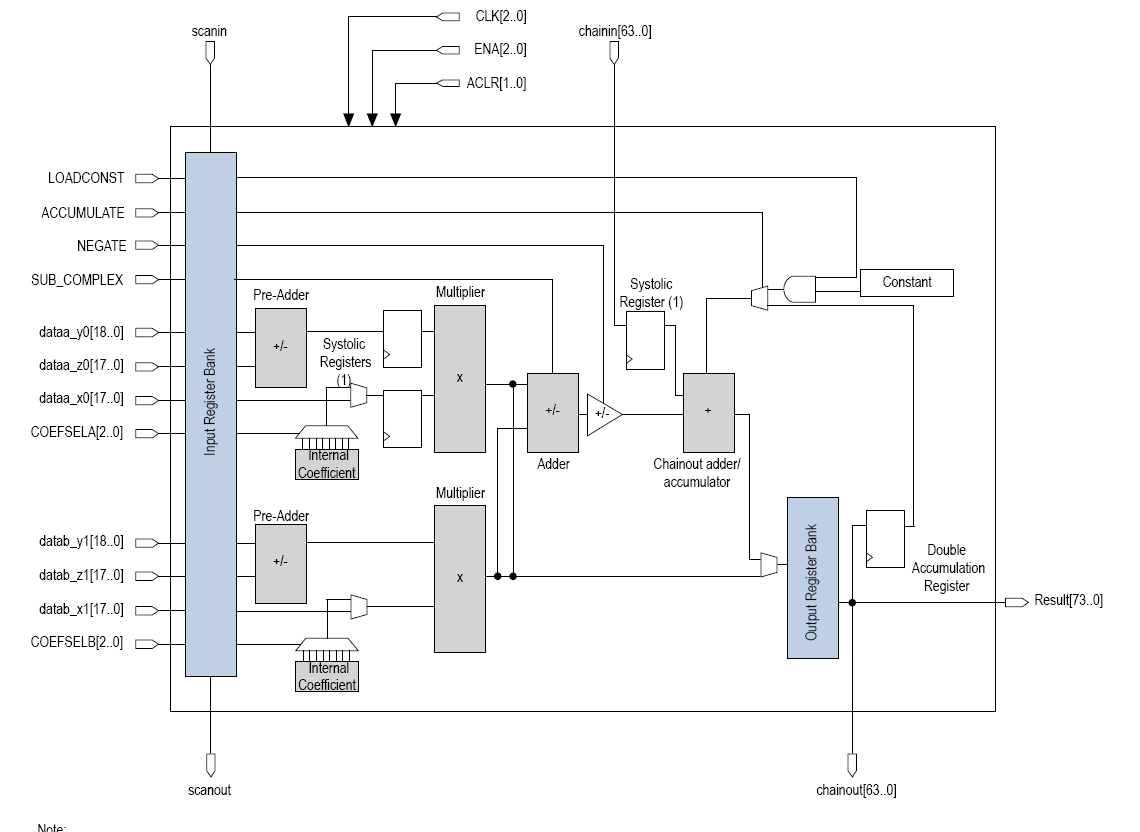 CLK[2..0]
scanin
chainin[63..0]
ENA[2..0]
ACLR[1..0]
LOADCONST
ACCUMULATE
NEGATE
SUB_COMPLEX
dataa_y0[18..0]
dataa_z0[17..0]
dataa_x0[17..0]
COEFSELA[2..0]
datab_y1[18..0]
datab_z1[17..0]
datab_x1[17..0]
COEFSELB[2..0]
Input Register Bank
Pre-Adder
+/-
Systolic
Registers
(1)
Internal
Coefficient
Pre-Adder
+/-
Internal
Coefficient
Multiplier
x
Multiplier
x
+/-
Adder
+/-
Systolic
Register (1)
+
Chainout adder/
accumulator
Constant
Output Register Bank
Double
Accumulation
Register
Result[73..0]
scanout
chainout[63..0]
Note: